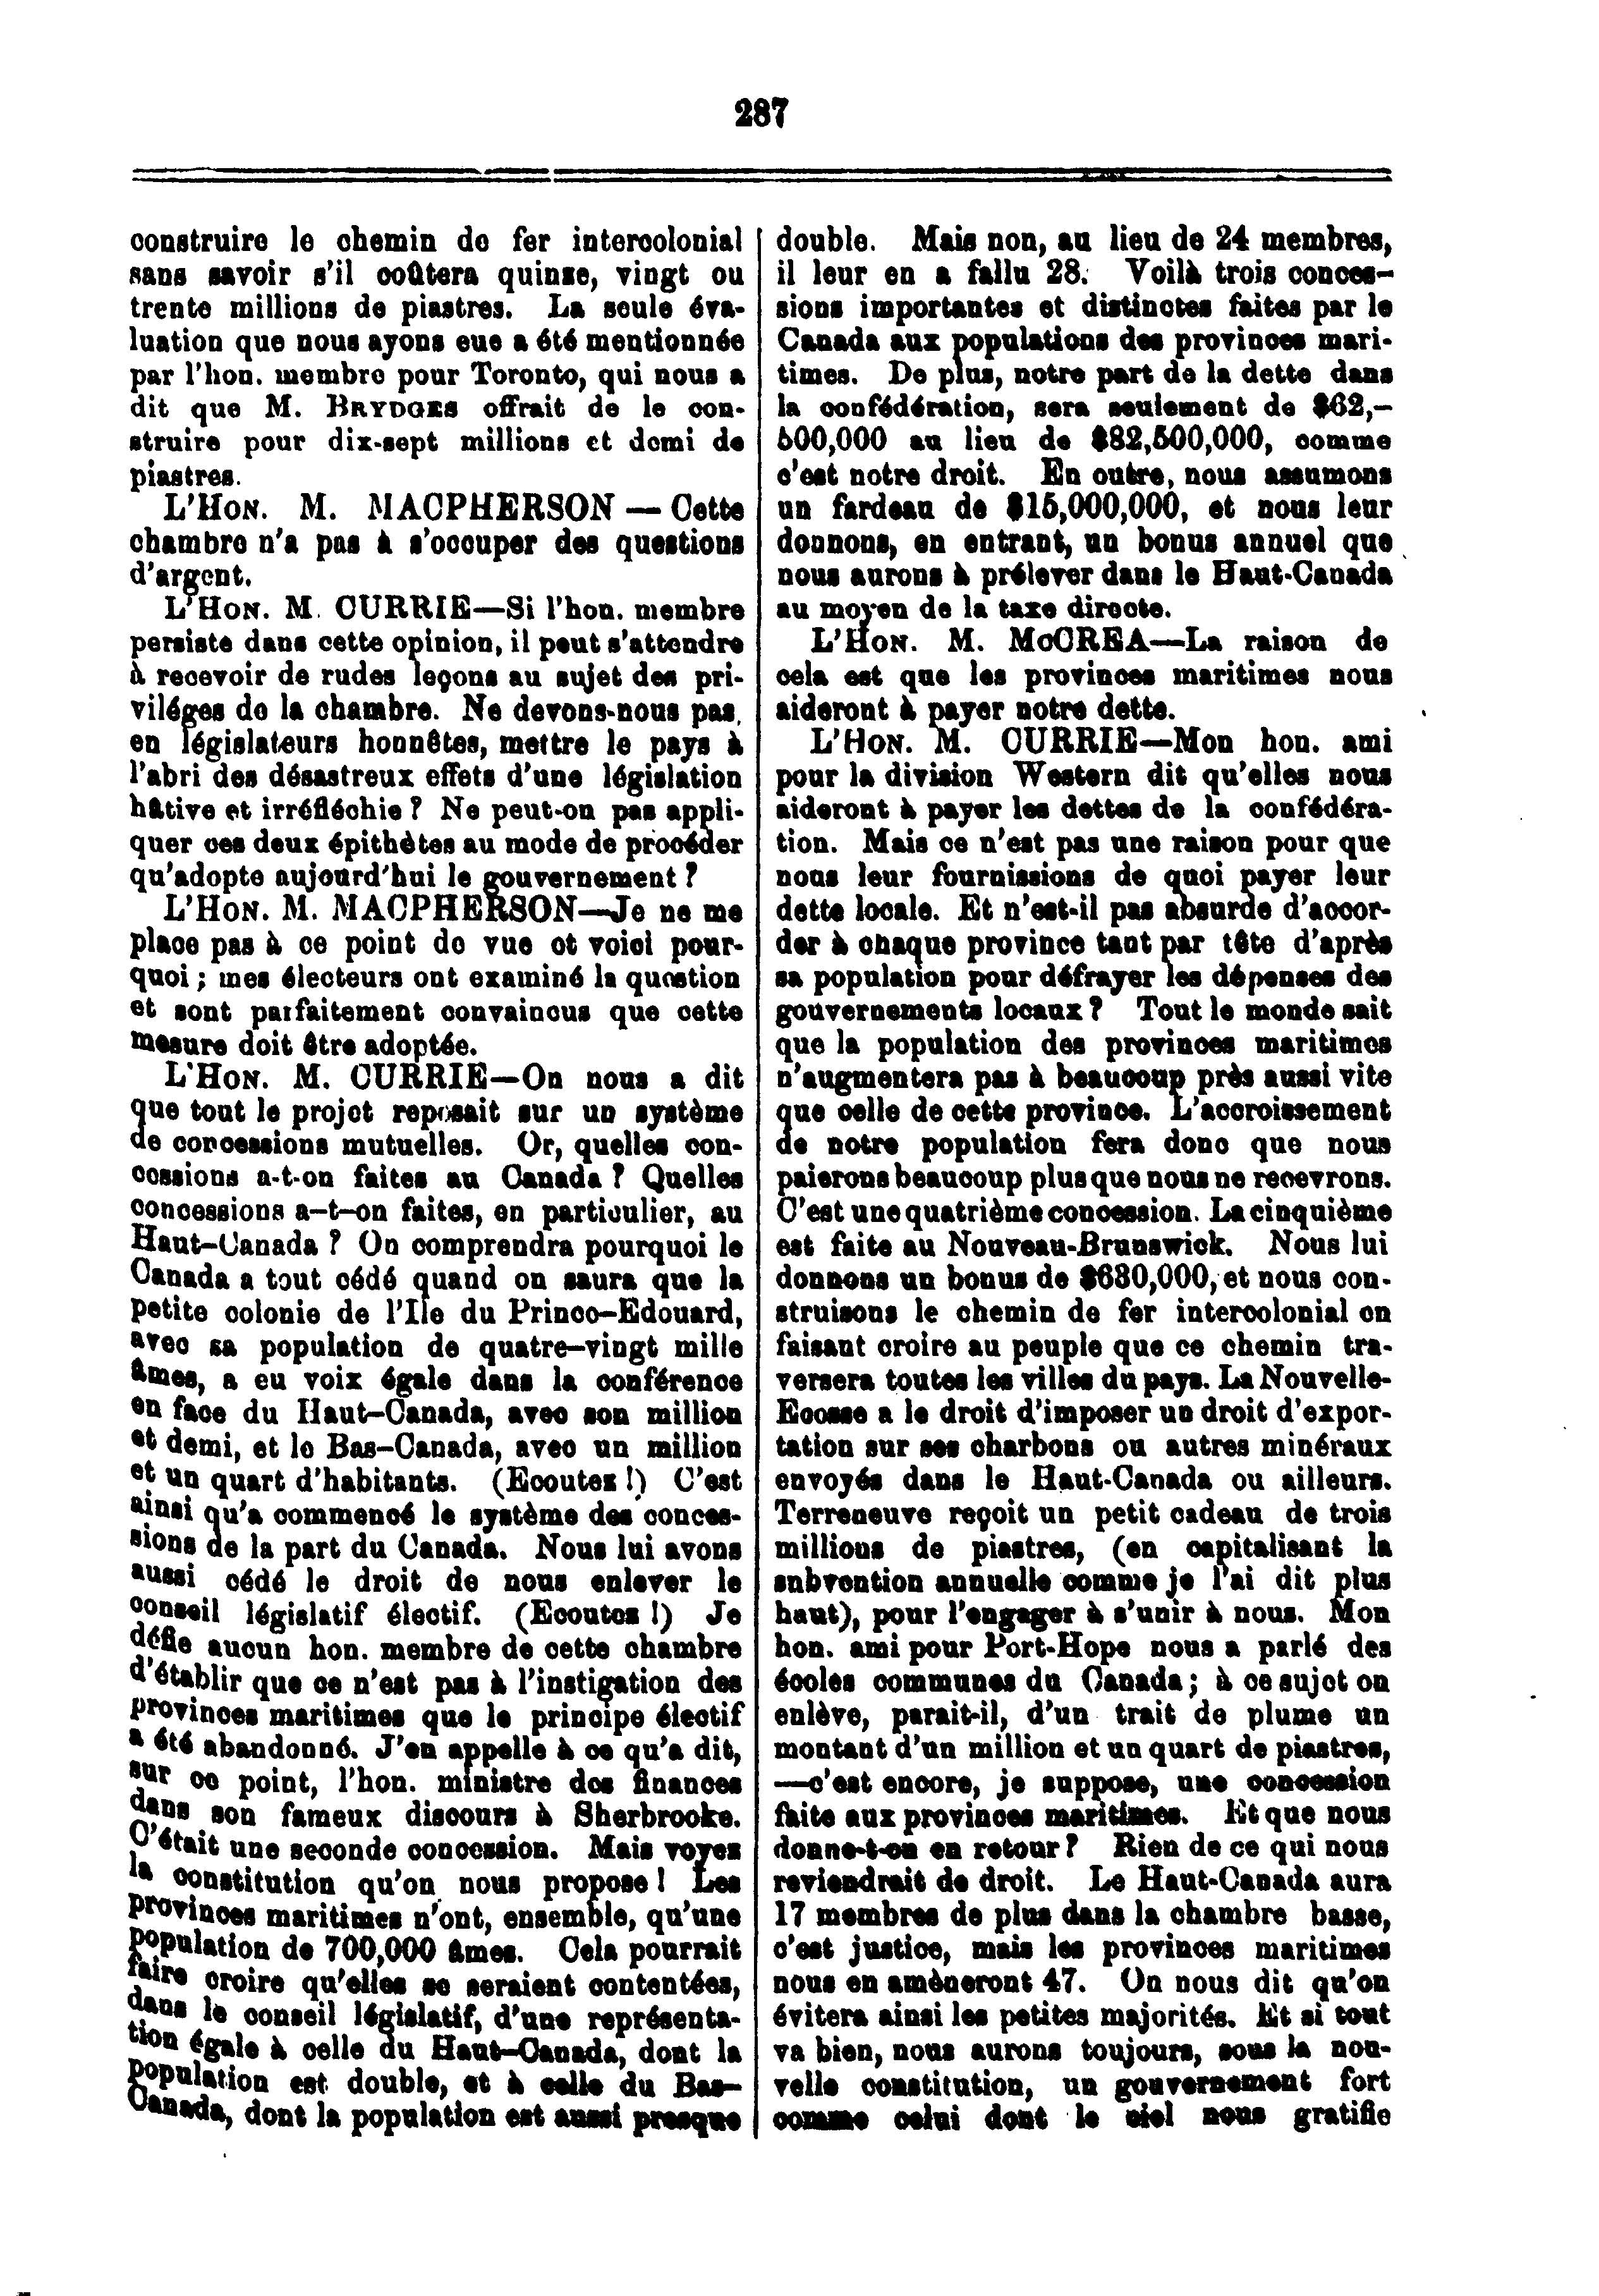 287
construire le chemin de fer intercolonial
sans savoir s'il coûtera quinze, vingt ou
trente millions de piastres. La seule éva-
luation que nous ayons eue a été mentionnée
par l'hon. membre pour Toronto, qui nous a
dit que M. BRYDGES offrait de le con-
struire pour dix-sept millions et demi de
piastres.
L'HON. M. MACPHERSON — Cette
chambre n'a pas à s'occuper des questions
d'argent.
L'HON. M. CURRIE—Si l'hon. membre
persiste dans cette opinion, il peut s'attendre
à recevoir de rudes leçons au sujet des pri-
viléges de la chambre. Ne devons-nous pas,
en législateurs honnêtes, mettre le pays à
l'abri des désastreux effets d'une législation
hâtive et irréfléchie ? Ne peut-on pas appli-
quer ces deux épithètes au mode de procéder
qu'adopte aujourd'hui le gouvernement ?
L'HON. M. MACPHERSON—Je ne me
place pas à ce point de vue et voici pour-
quoi ; mes électeurs ont examiné la question
et sont parfaitement convaincus que cette
mesure doit être adoptée.
L'HON. M. CURRIE—On nous a dit
que tout le projet reposait sur un système
de concessions mutuelles. Or, quelles con-
cessions a-t-on faites au Canada ? Quelles
concessions a-t-on faites, en particulier, au
Haut-Canada ? On comprendra pourquoi le
Canada a tout cédé quand on saura que la
petite colonie de l'Ile du Prince-Edouard,
avec sa population de quatre-vingt mille
âmes, a eu voix égale dans la conférence
en face du Haut-Canada, avec son million
et demi, et le Bas-Canada, avec un million
et un quart d'habitants. (Ecoutez !) C'est
ainsi qu'a commencé le système des conces-
sions de la part du Canada. Nous lui avons
aussi cédé le droit de nous enlever le
conseil législatif électif. (Ecoutez !) Je
défie aucun hon. membre de cette chambre
d'établir que ce n'est pas à l'instigation des
provinces maritimes que le principe électif
a été abandonné. J'en appelle à ce qu'a dit,
sur ce point, l'hon. ministre des finances
dans son fameux discours à Sherbrooke.
C'était une seconde concession. Mais voyez
la constitution qu'on nous propose ! Les
provinces maritimes n'ont, ensemble, qu'une
population de 700,000 âmes. Cela pourrait
faire croire qu'elles se seraient contentées,
dans le conseil législatif, d'une représenta-
tion égale à celle du Haut-Canada, dont la
population est double, et à celle du Bas-
Canada, dont la population est aussi presque
double. Mais non, au lieu de 24 membres,
il leur en a fallu 28. Voilà trois conces-
sions importantes et distinctes faites par le
Canada aux populations des provinces mari-
times. De plus, notre part de la dette dans
la confédération, sera seulement de $62,-
500,000 au lieu de $82,500,000, comme
c'est notre droit. En outre, nous assumons
un fardeau de $15,000,000, et nous leur
donnons, en entrant, un bonus annuel que
nous aurons à prélever dans le Haut-Canada
au moyen de la taxe directe.
L'HON. M. McCREA—La raison de
cela est que les provinces maritimes nous
aideront à payer notre dette.
L'HON. M. CURRIE—Mon hon. ami
pour la division Western dit qu'elles nous
aideront à payer les dettes de la confédéra-
tion. Mais ce n'est pas une raison pour que
nous leur fournissions de quoi payer leur
dette locale. Et n'est-il pas absurde d'accor-
der à chaque province tant par tête d'après
sa population pour défrayer les dépenses des
gouvernements locaux ? Tout le monde sait
que la population des provinces maritimes
n'augmentera pas à beaucoup près aussi vite
que celle de cette province. L'accroissement
de notre population fera donc que nous
paierons beaucoup plus que nous ne recevrons.
C'est une quatrième concession. La cinquième
est faite au Nouveau-Brunswick. Nous lui
donnons un bonus de $630,000, et nous con-
struisons le chemin de fer intercolonial en
faisant croire au peuple que ce chemin tra-
versera toutes les villes du pays. La Nouvelle-
Ecosse a le droit d'imposer un droit d'expor-
tation sur ses charbons ou autres minéraux
envoyés dans le Haut-Canada ou ailleurs.
Terreneuve reçoit un petit cadeau de trois
millions de piastres, (en capitalisant la
snbvention annuelle comme je l'ai dit plus
haut), pour l'engager à s'unir à nous. Mon
hon. ami pour Port-Hope nous a parlé des
écoles communes du Canada ; à ce sujet on
enlève, parait-il, d'un trait de plume un
montant d'un million et un quart de piastres,
—c'est encore, je suppose, une concession
faite aux provinces maritimes. Et que nous
donne-t-on en retour ? Rien de ce qui nous
reviendrait de droit. Le Haut-Canada aura
17 membres de plus dans la chambre basse,
c'est justice, mais les provinces maritimes
nous en amèneront 47. On nous dit qu'on
évitera ainsi les petites majorités. Et si tout
va bien, nous aurons toujours, sous la nou-
velle constitution, un gouvernement fort
comme celui dont le ciel nous gratifie